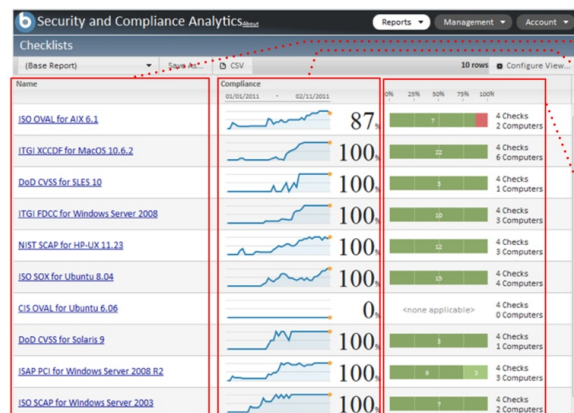 b Security and Compliance Analytics About Reports Management Account
Checklists
(Base Report) Save As... CSV 10 rows Configure View...
Name Compliance
01/01/2011 - 02/11/2011 0% 25% 50% 75% 100%
ISO OVAL for AIX 6.1 87% 7 4 Checks
2 Computers
ITGI XCCDF for MacOS 10.6.2 100% 22 4 Checks
6 Computers
DoD CVSS for SLES 10 100% 4 Checks
1 Computers
ITGI FDCC for Windows Server 2008 100% 10 4 Checks
3 Computers
NIST SCAP for HP-UX 11.23 100% 12 4 Checks
3 Computers
ISO SOX for Ubuntu 8.04 100% 15 4 Checks
4 Computers
CIS OVAL for Ubuntu 6.06 0% <none applicable> 4 Checks
0 Computers
DoD CVSS for Solaris 9 100% 4 Checks
1 Computers
ISAP PCI for Windows Server 2008 R2 100% 4 Checks
3 Computers
ISO SCAP for Windows Server 2003 100% 7 4 Checks
2 Computers